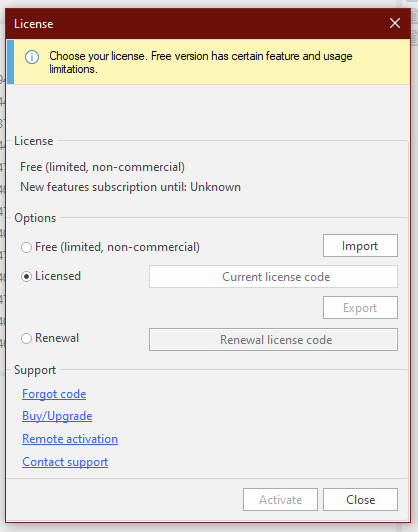 License
Choose your license. Free version has certain feature and usage
limitations.
License
Free (limited, non-commercial)
New features subscription until: Unknown
Options
Free (limited, non-commercial)
Import
Licensed
Current license code
Export
Renewal
Renewal license code
Support
Forgot code
Buy/Upgrade
Remote activation
Contact support
Activate
Close